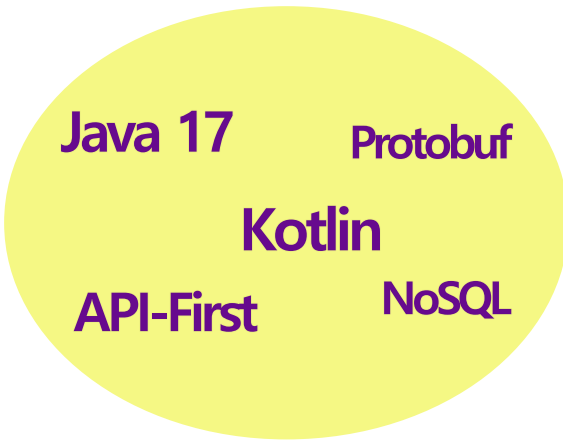 Java 17
Protobuf
Kotlin
API-First
NoSQL